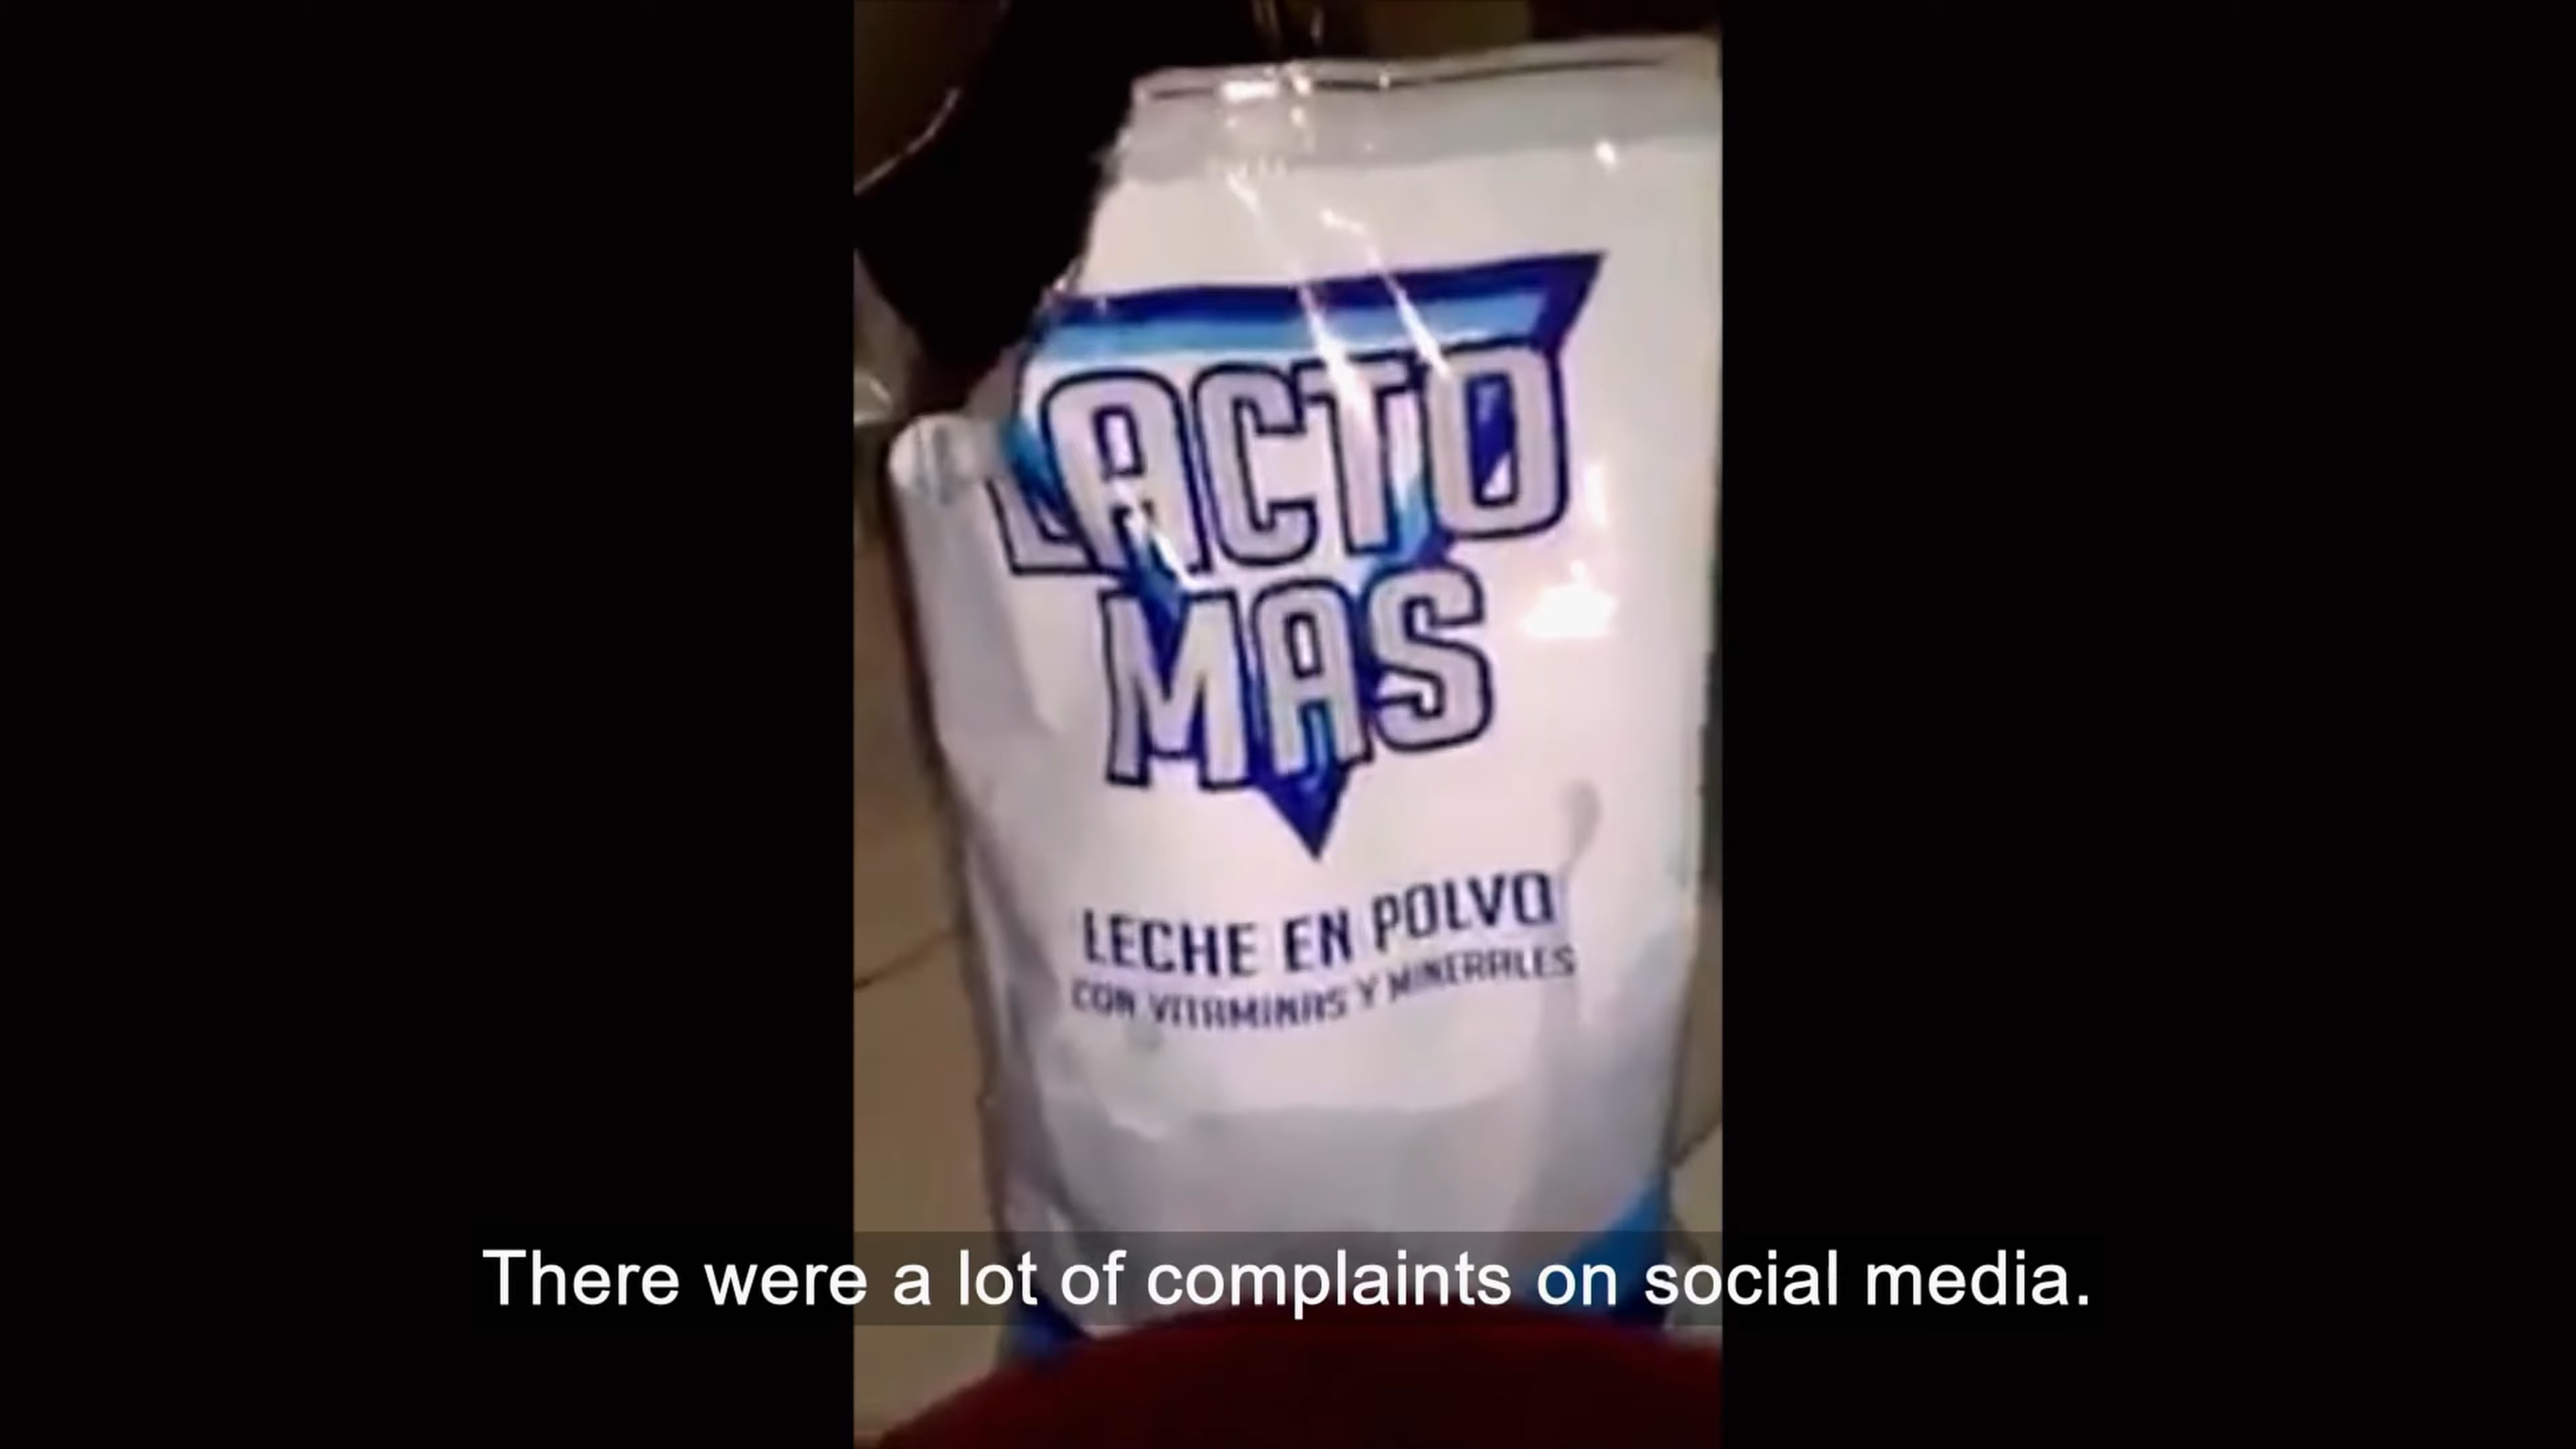 LACTO
MAS
LECHE EN POLVO
CON VITAMINAS Y MINERALES
There were a lot of complaints on social media.